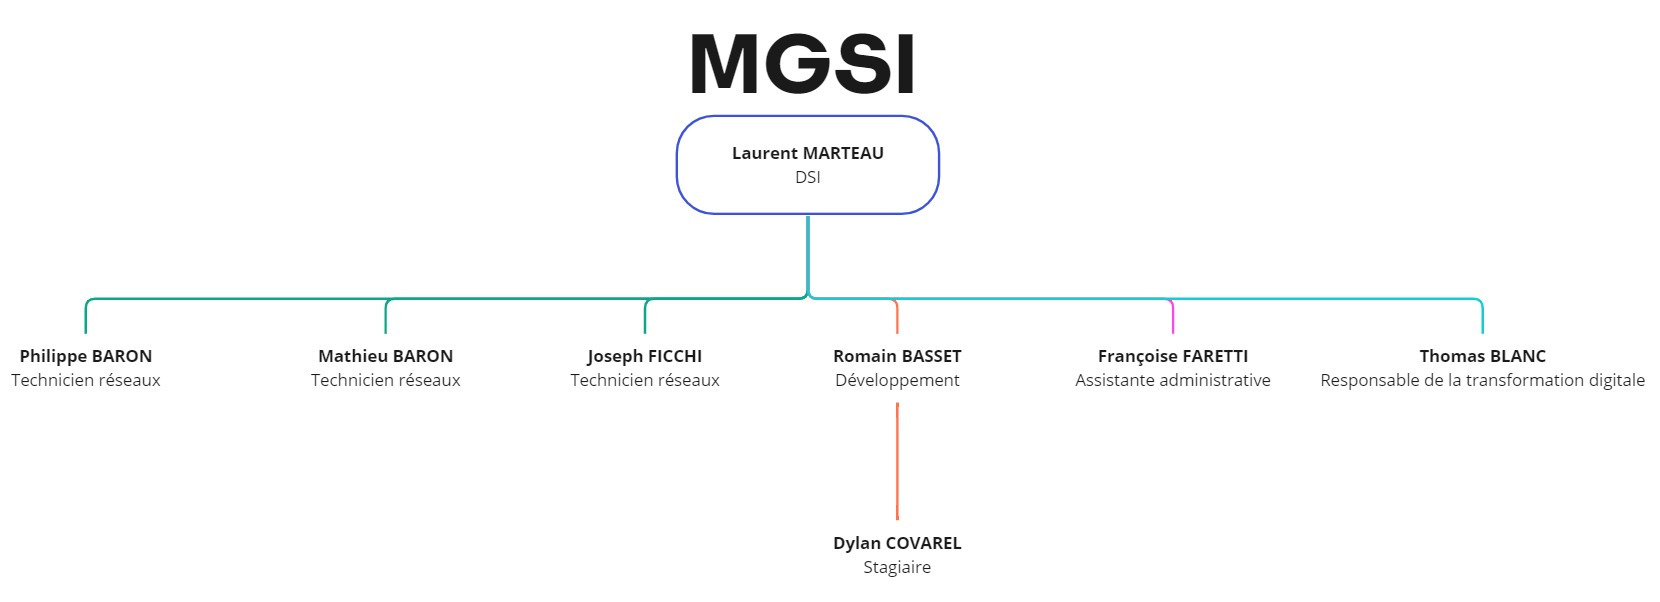 MGSI
Laurent MARTEAU
DSI
Philippe BARON
Technicien réseaux
Mathieu BARON
Technicien réseaux
Joseph FICCHI
Technicien réseaux
Romain BASSET
Développement
Françoise FARETTI
Assistante administrative
Thomas BLANC
Responsable de la transformation digitale
Dylan COVAREL
Stagiaire